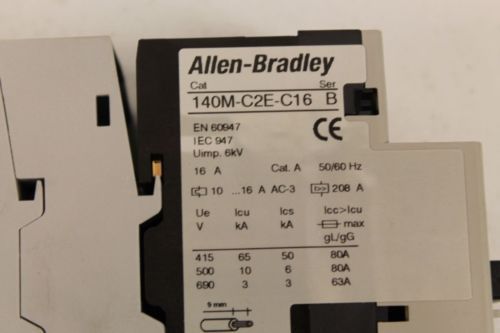 Allen-Bradley
Cat Ser
140M-C2E-C16 B
EN 60947
IEC 947
Uimp. 6kV
CE
16 A Cat. A 50/60 Hz
10 ...16 A AC-3 208 A
Ue Icu Ics Icc>Icu
V kA kA max
gL/gG
415 65 50 80A
500 10 6 80A
690 3 3 63A
9 mm